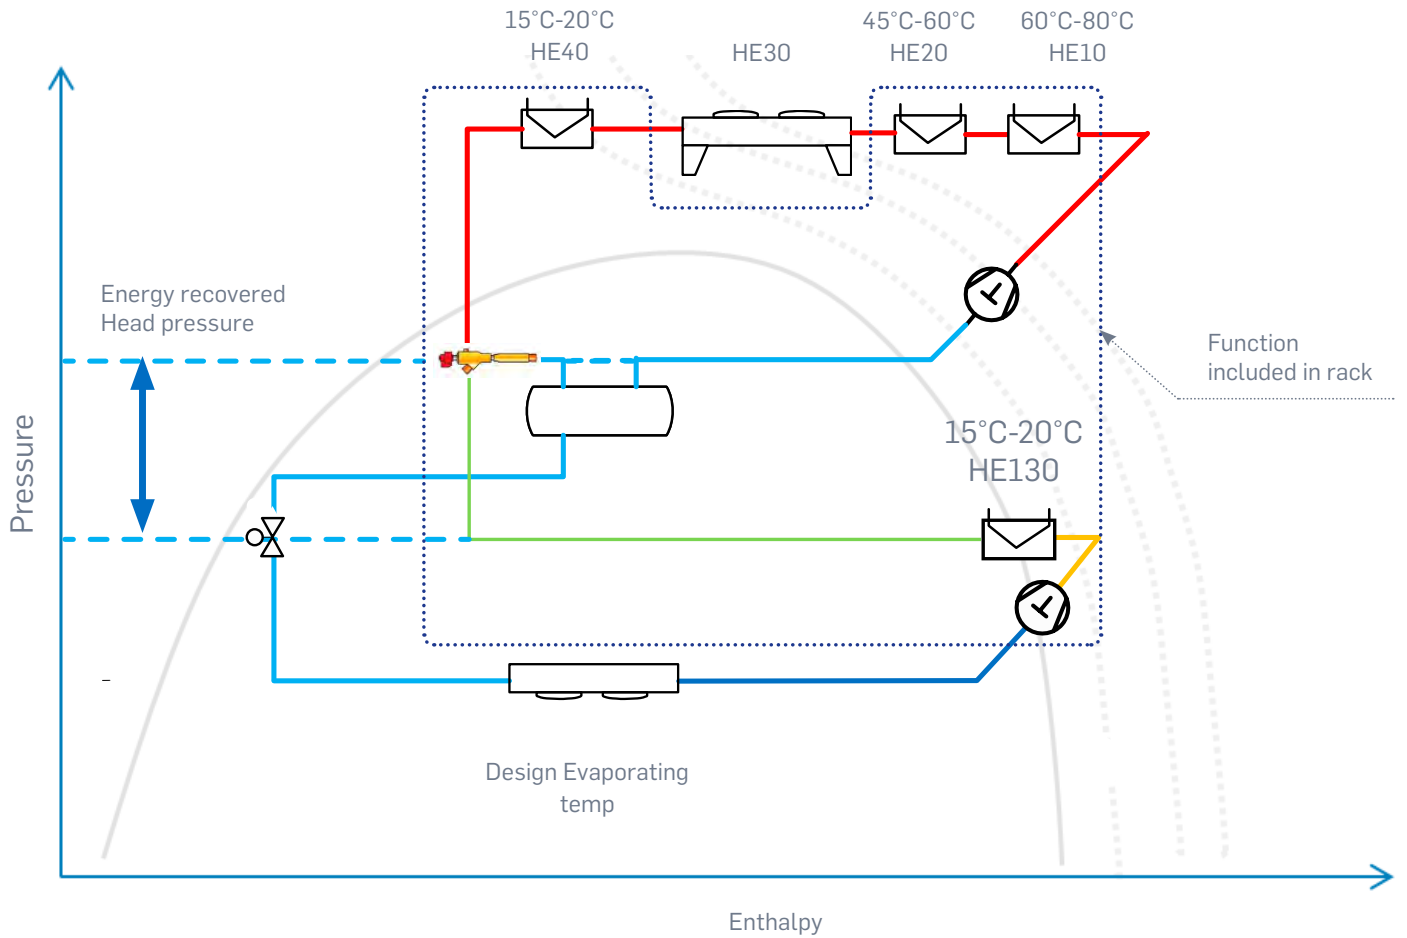 15°C-20°C
HE40
HE30
45°C-60°C
HE20
60°C-80°C
HE10
Energy recovered
Head pressure
Function
included in rack
15°C-20°C
HE130
Pressure
–
Design Evaporating
temp
Enthalpy